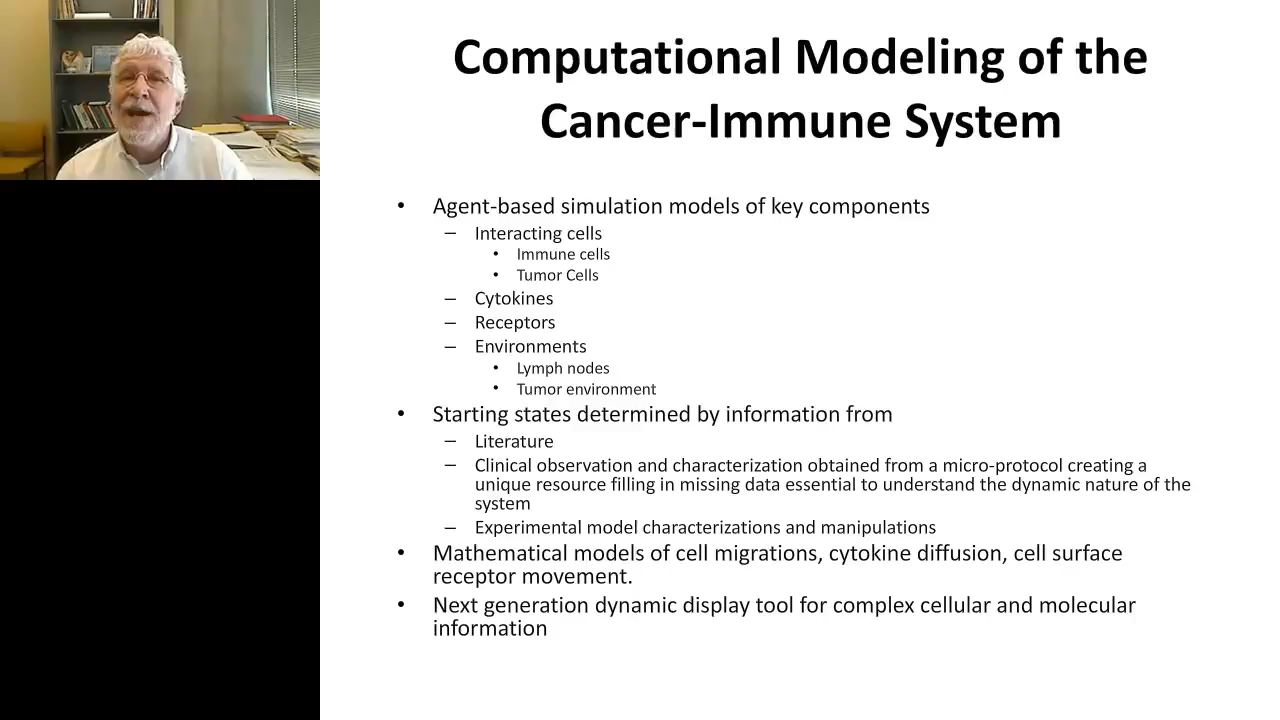 Computational Modeling of the
Cancer-Immune System
• Agent-based simulation models of key components
– Interacting cells
• Immune cells
• Tumor Cells
– Cytokines
– Receptors
– Environments
• Lymph nodes
• Tumor environment
• Starting states determined by information from
– Literature
– Clinical observation and characterization obtained from a micro-protocol creating a
unique resource filling in missing data essential to understand the dynamic nature of the
system
– Experimental model characterizations and manipulations
• Mathematical models of cell migrations, cytokine diffusion, cell surface
receptor movement.
• Next generation dynamic display tool for complex cellular and molecular
information